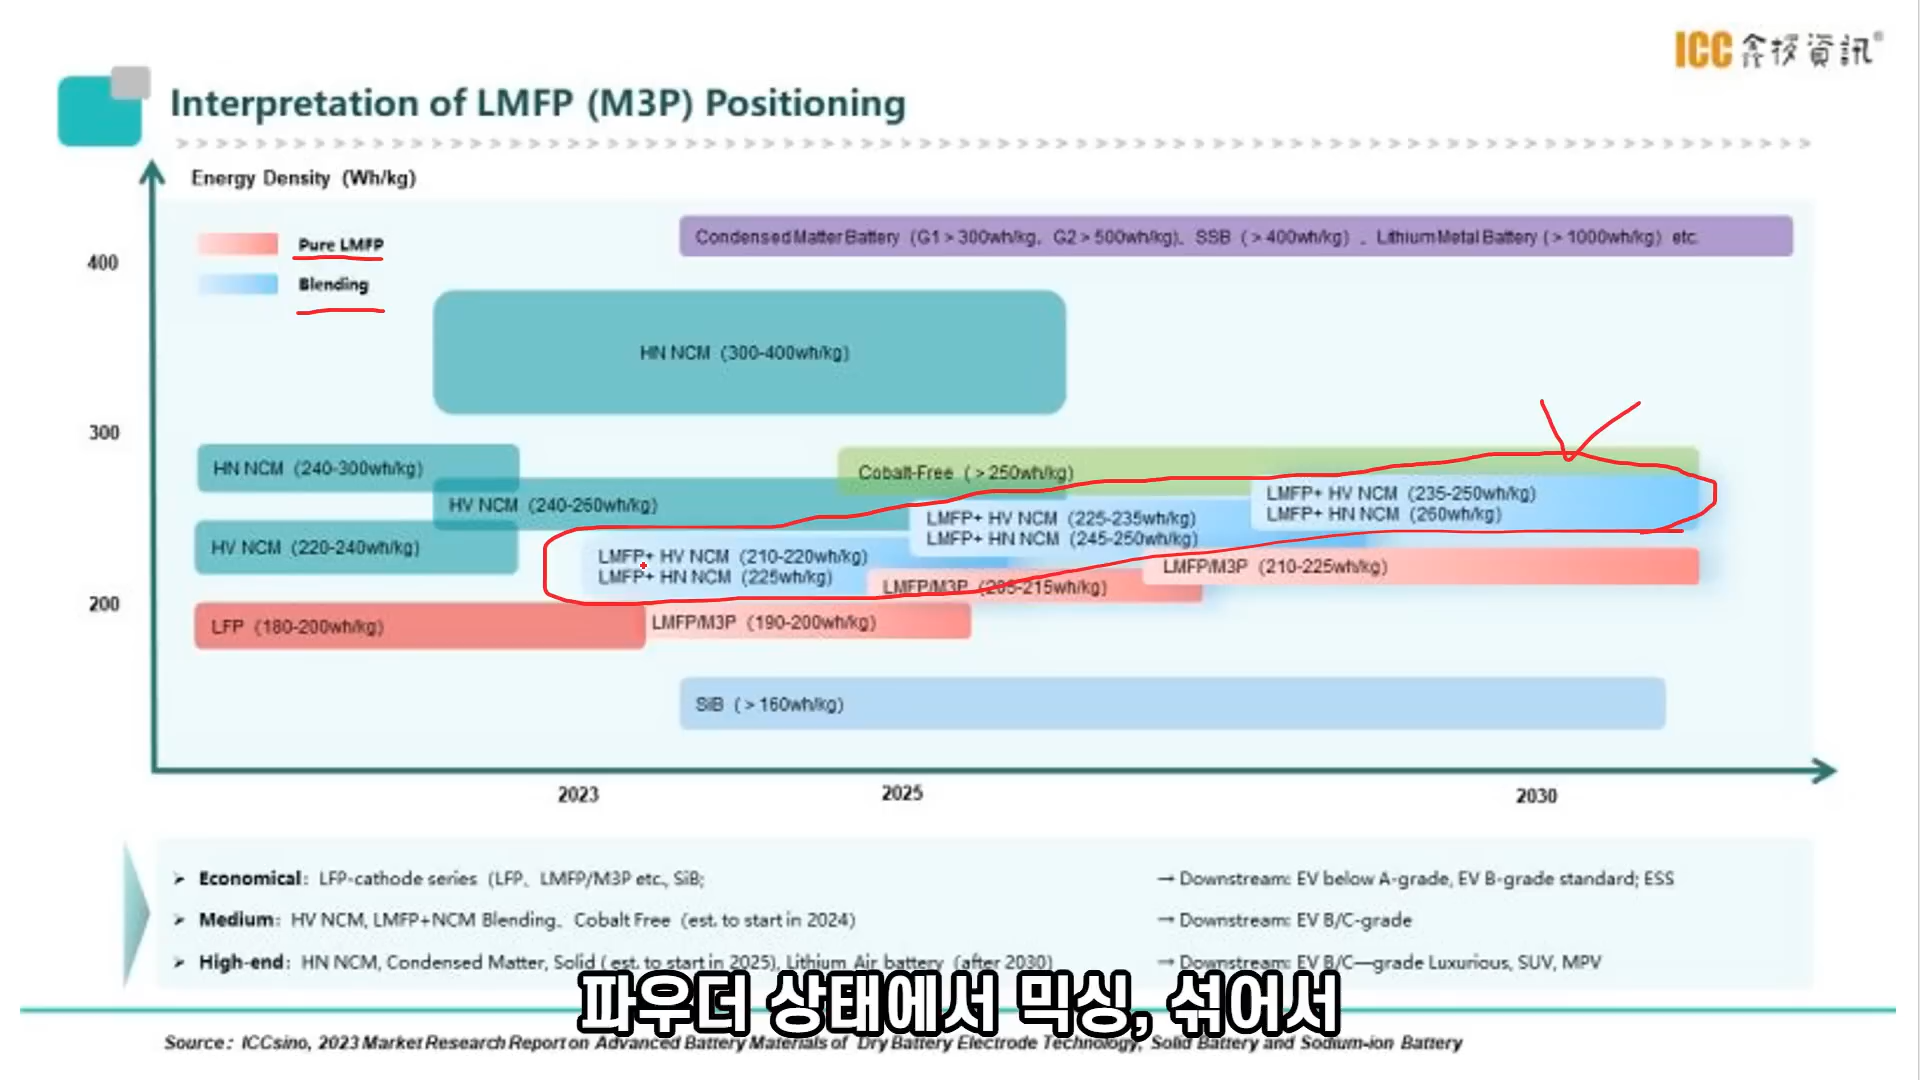 ICC 鑫椤資訊®
Interpretation of LMFP (M3P) Positioning
Energy Density (Wh/kg)
Pure LMFP
Blending
400
300
200
Condensed Matter Battery (G1 > 300wh/kg, G2 > 500wh/kg)、SSB ( > 400wh/kg) 、Lithium Metal Battery ( > 1000wh/kg) etc.
HN NCM (300-400wh/kg)
HN NCM (240-300wh/kg)
Cobalt-Free ( > 250wh/kg)
HV NCM (240-260wh/kg)
LMFP+ HV NCM (235-250wh/kg)
LMFP+ HN NCM (260wh/kg)
LMFP+ HV NCM (225-235wh/kg)
LMFP+ HN NCM (245-250wh/kg)
HV NCM (220-240wh/kg)
LMFP+ HV NCM (210-220wh/kg)
LMFP+ HN NCM (225wh/kg)
LMFP/M3P (210-225wh/kg)
LMFP/M3P (205-215wh/kg)
LFP (180-200wh/kg)
LMFP/M3P (190-200wh/kg)
SiB ( > 160wh/kg)
2023
2025
2030
➢ Economical: LFP-cathode series (LFP、LMFP/M3P etc., SiB;
→ Downstream: EV below A-grade, EV B-grade standard; ESS
➢ Medium: HV NCM, LMFP+NCM Blending、Cobalt Free (est. to start in 2024)
→ Downstream: EV B/C-grade
➢ High-end: HN NCM, Condensed Matter, Solid ( est. to start in 2025), Lithium Air battery (after 2030)
→ Downstream: EV B/C—grade Luxurious, SUV, MPV
파우더 상태에서 믹싱, 섞어서
Source: ICCsino, 2023 Market Research Report on Advanced Battery Materials of Dry Battery Electrode Technology, Solid Battery and Sodium-ion Battery